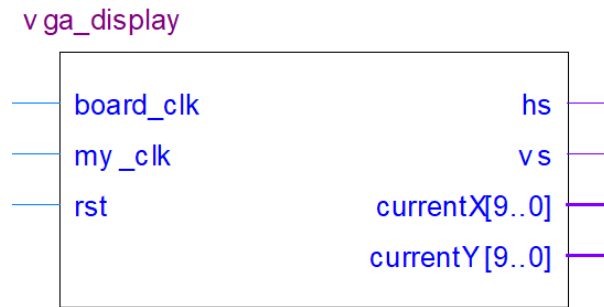 vga_display
board_clk hs
my_clk vs
rst currentX[9..0]
currentY[9..0]